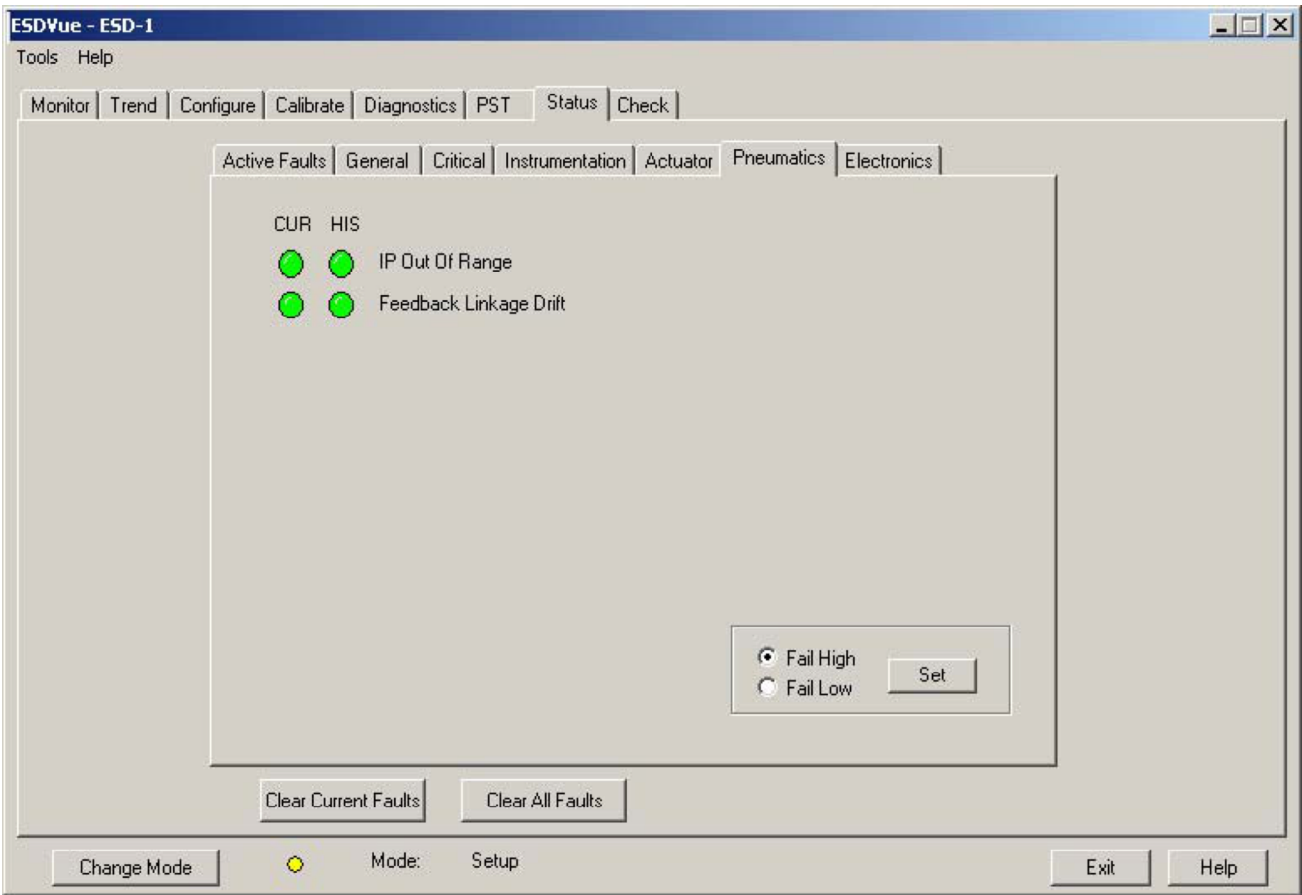 ESDVue - ESD-1
Tools Help
Monitor Trend Configure Calibrate Diagnostics PST Status Check
Active Faults General Critical Instrumentation Actuator Pneumatics Electronics
CUR HIS
IP Out Of Range
Feedback Linkage Drift
Fail High
Fail Low
Set
Clear Current Faults Clear All Faults
Change Mode Mode: Setup Exit Help